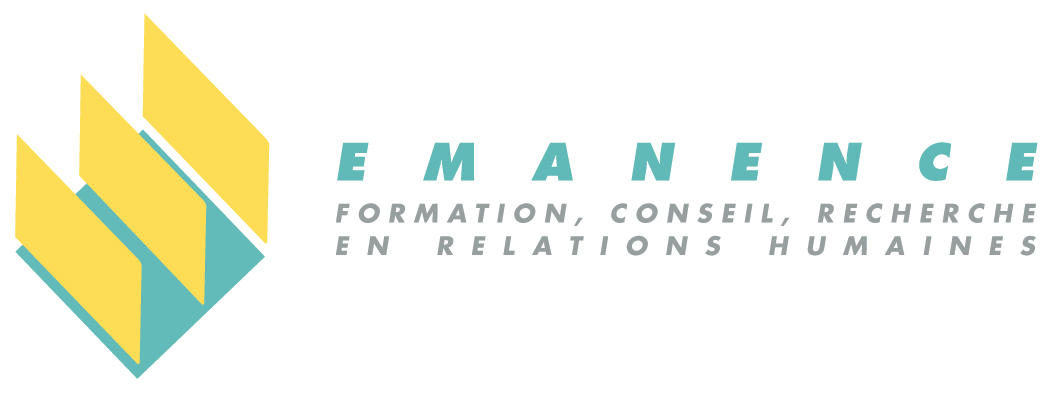 EMANENCE
FORMATION, CONSEIL, RECHERCHE
EN RELATIONS HUMAINES